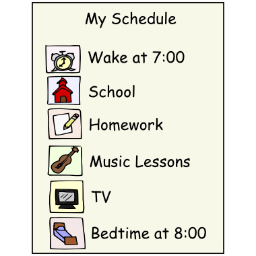 My Schedule
Wake at 7:00
School
Homework
Music Lessons
TV
Bedtime at 8:00